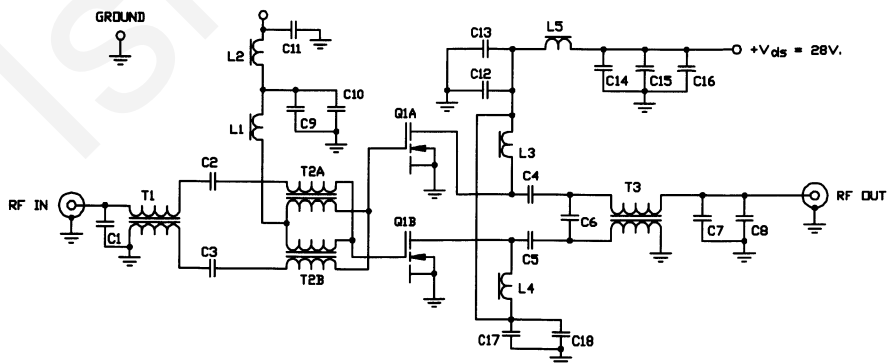 GROUND
C11
C13
L5
+Vds = 28V.
L2
C12
C14
C15
C16
C10
C9
L1
Q1A
L3
C2
T2A
C4
T1
T3
RF IN
RF OUT
C1
C6
C7
C8
Q1B
C3
C5
T2B
L4
C17
C18